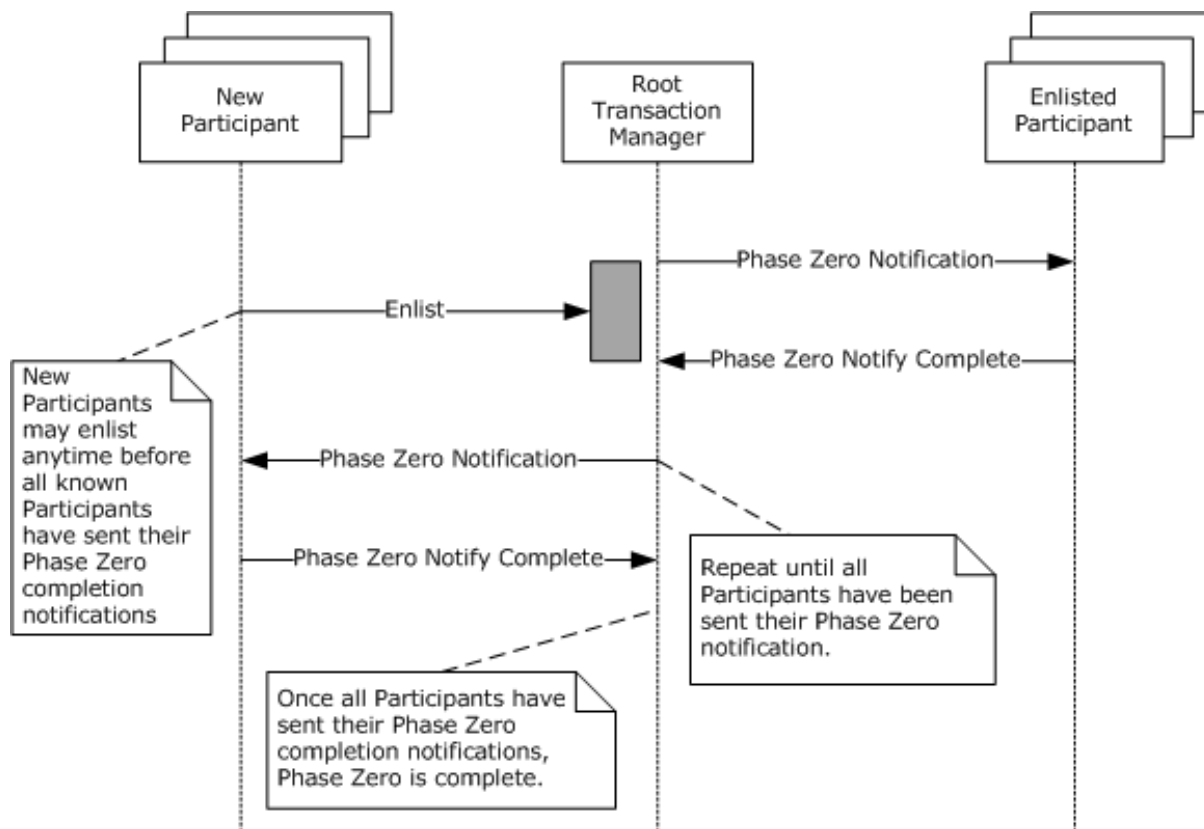 New
Participant
Root
Transaction
Manager
Enlisted
Participant
Phase Zero Notification
Enlist
Phase Zero Notify Complete
New
Participants
may enlist
anytime before
all known
Participants
have sent their
Phase Zero
completion
notifications
Phase Zero Notification
Phase Zero Notify Complete
Repeat until all
Participants have been
sent their Phase Zero
notification.
Once all Participants have
sent their Phase Zero
completion notifications,
Phase Zero is complete.